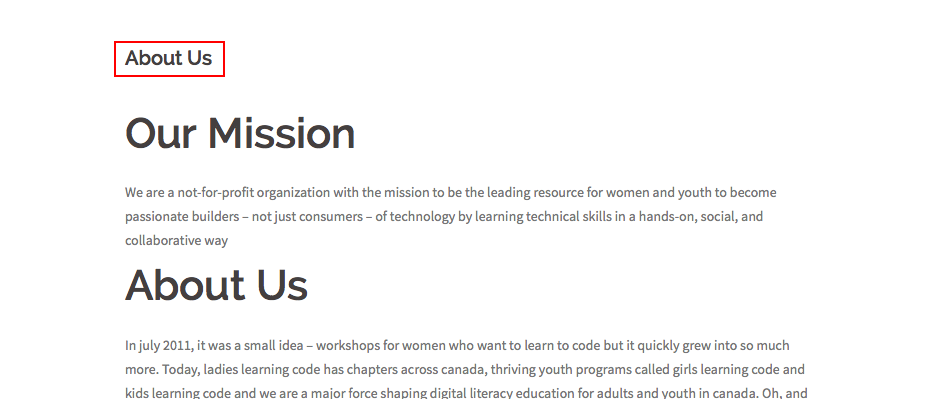 About Us
Our Mission
We are a not-for-profit organization with the mission to be the leading resource for women and youth to become
passionate builders – not just consumers – of technology by learning technical skills in a hands-on, social, and
collaborative way
About Us
In july 2011, it was a small idea – workshops for women who want to learn to code but it quickly grew into so much
more. Today, ladies learning code has chapters across canada, thriving youth programs called girls learning code and
kids learning code and we are a major force shaping digital literacy education for adults and youth in canada. Oh, and